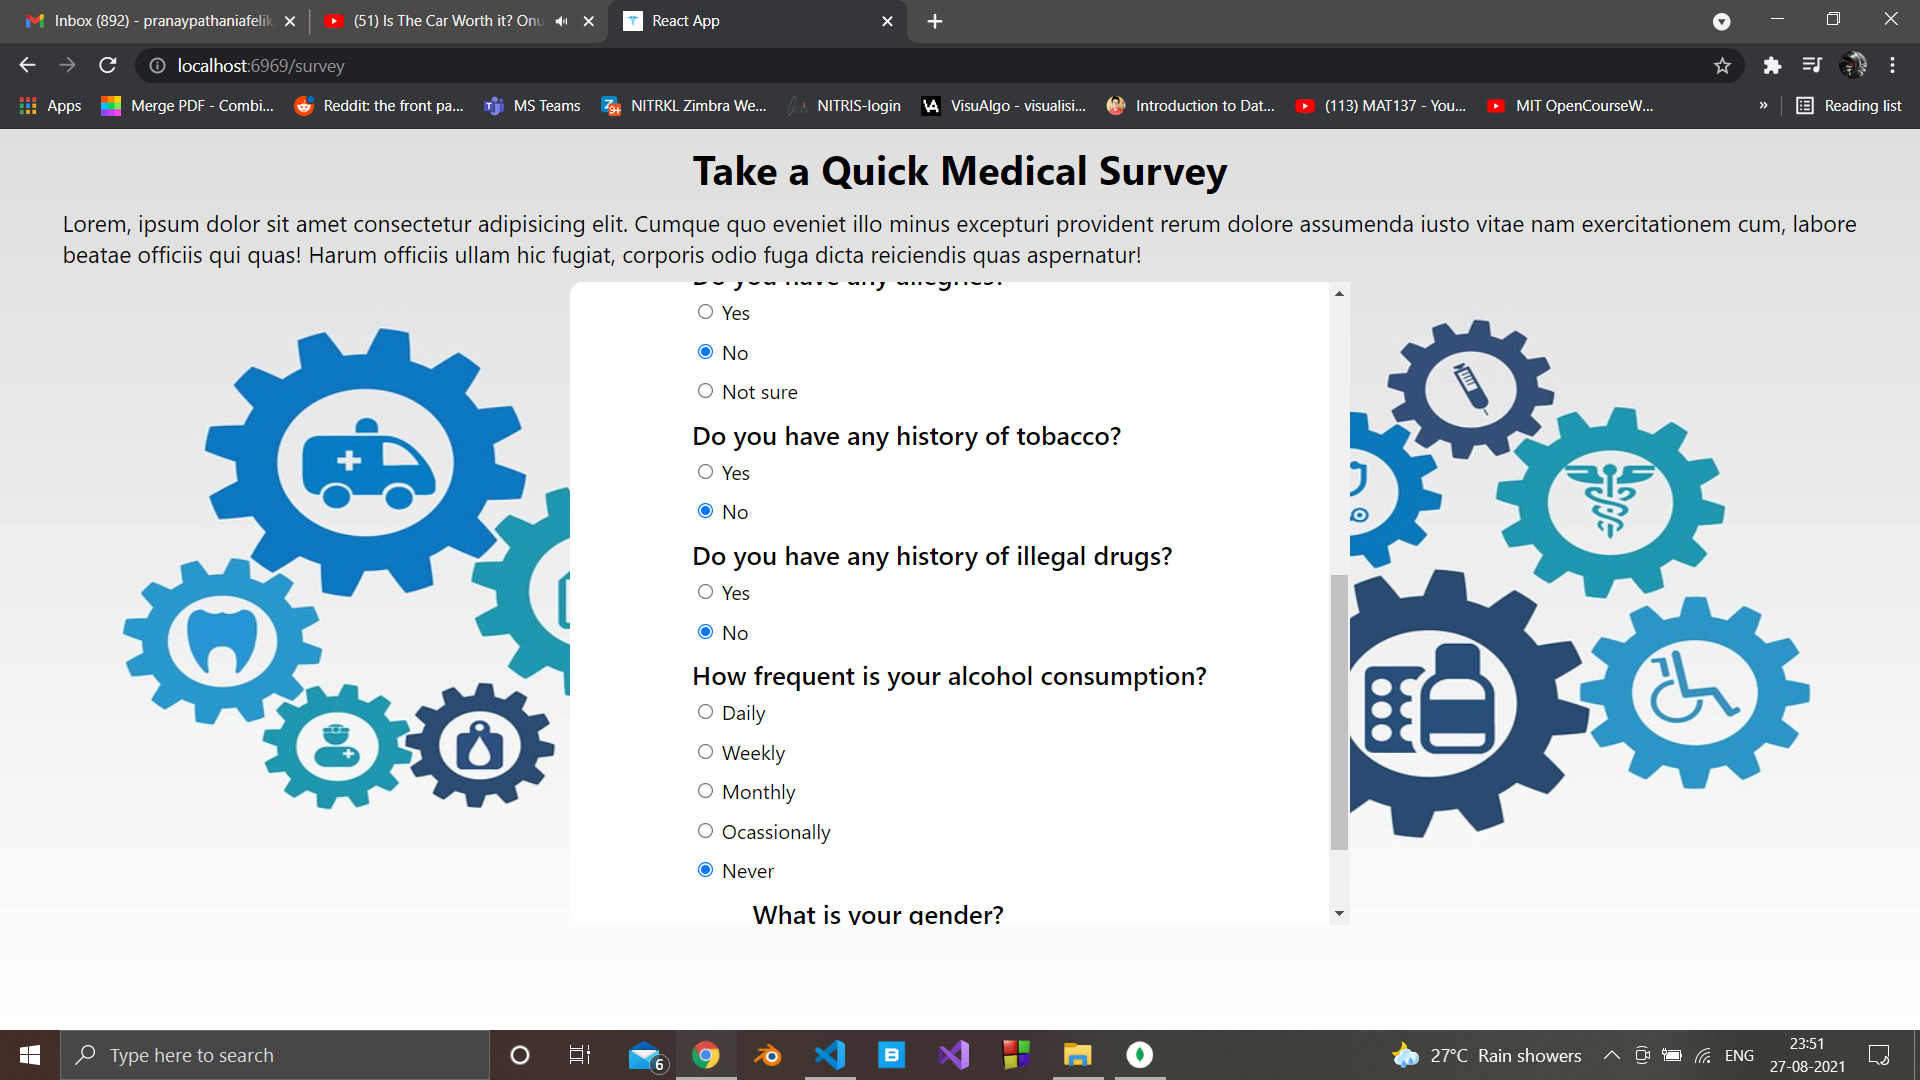 Inbox (892) - pranaypathaniafelik
(51) Is The Car Worth it? Onu
React App
localhost:6969/survey
Apps
Merge PDF - Combi...
Reddit: the front pa...
MS Teams
NITRKL Zimbra We...
NITRIS-login
VisuAlgo - visualisi...
Introduction to Dat...
(113) MAT137 - You...
MIT OpenCourseW...
»
Reading list
Take a Quick Medical Survey
Lorem, ipsum dolor sit amet consectetur adipisicing elit. Cumque quo eveniet illo minus excepturi provident rerum dolore assumenda iusto vitae nam exercitationem cum, labore
beatae officiis qui quas! Harum officiis ullam hic fugiat, corporis odio fuga dicta reiciendis quas aspernatur!
Do you have any allegries?
Yes
No
Not sure
Do you have any history of tobacco?
Yes
No
Do you have any history of illegal drugs?
Yes
No
How frequent is your alcohol consumption?
Daily
Weekly
Monthly
Ocassionally
Never
What is your gender?
Type here to search
6
27°C Rain showers
ENG
23:51
27-08-2021